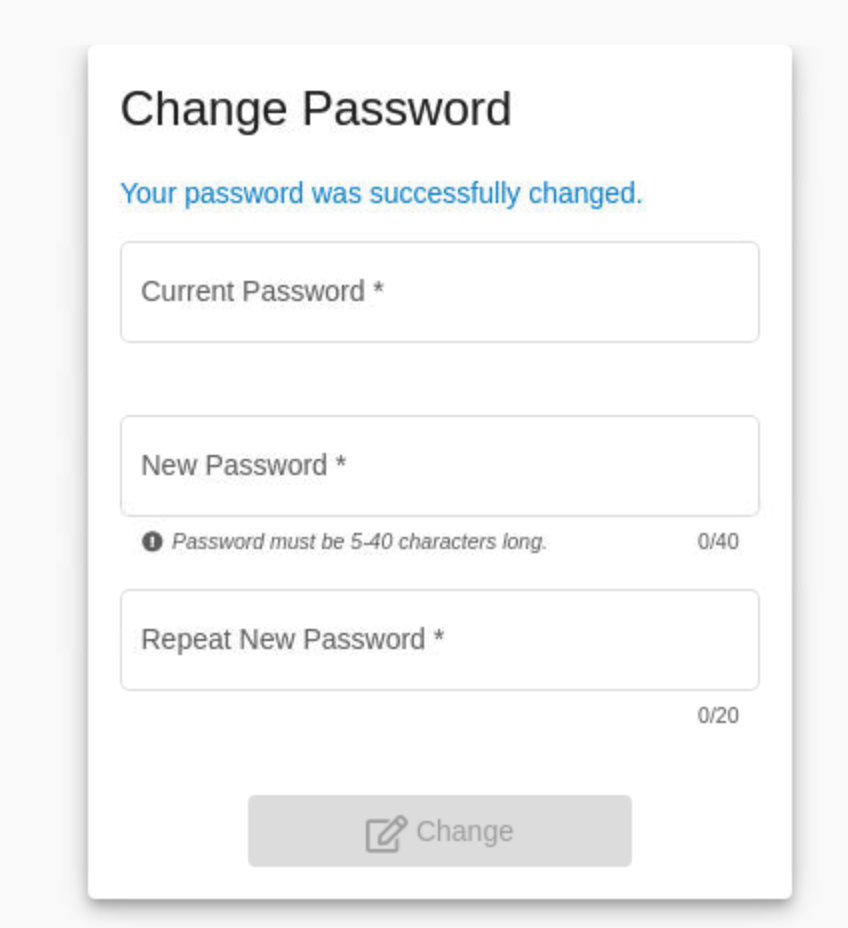 Change Password
Your password was successfully changed.
Current Password *
New Password *
Password must be 5-40 characters long. 0/40
Repeat New Password *
0/20
Change